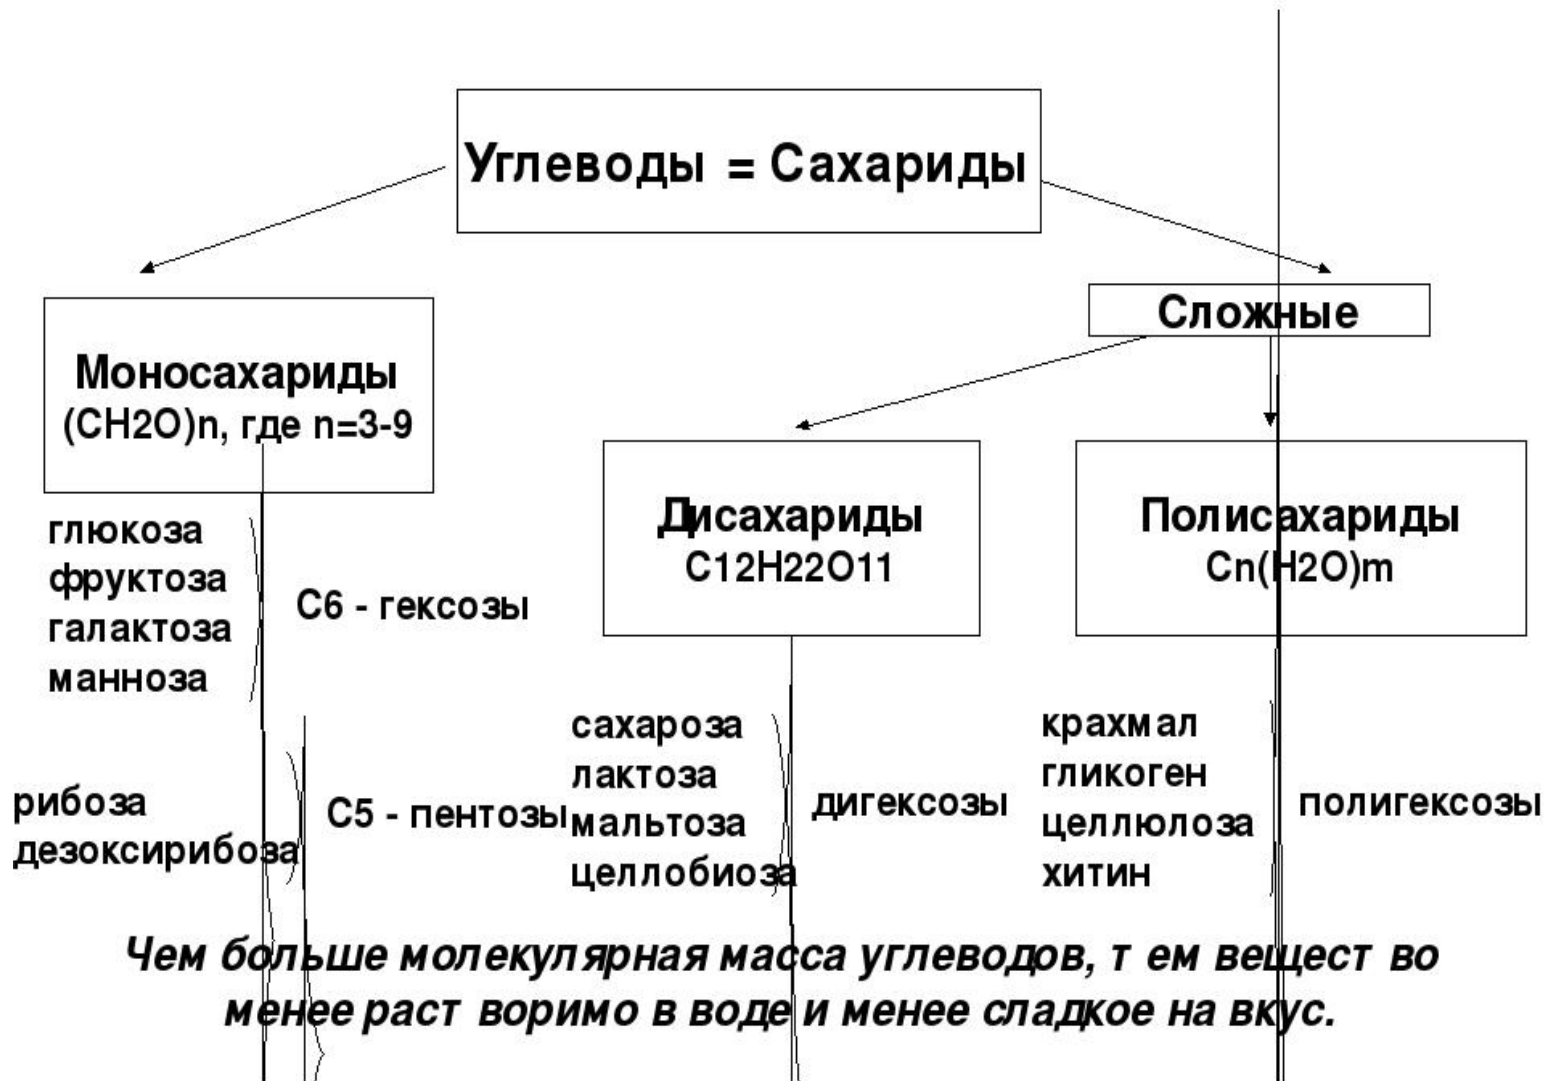 Углеводы = Сахариды
Сложные
Моносахариды
(CH2O)n, где n=3-9
Дисахариды
C12H22O11
Полисахариды
Cn(H2O)m
глюкоза
фруктоза
галактоза
манноза
C6 - гексозы
рибоза
дезоксирибоза
C5 - пентозы
сахароза
лактоза
мальтоза
целлобиоза
дигексозы
крахмал
гликоген
целлюлоза
хитин
полигексозы
Чем больше молекулярная масса углеводов, т ем вещест во
менее раст воримо в воде и менее сладкое на вкус.